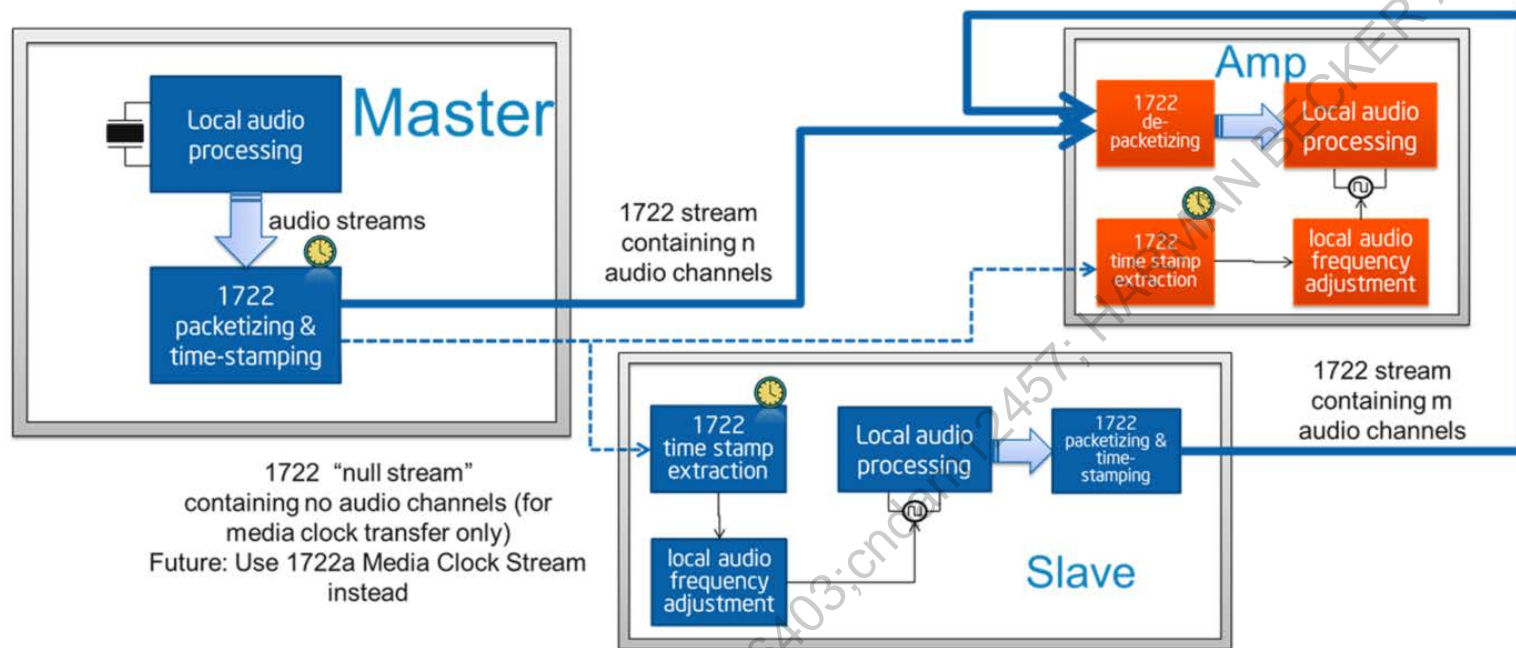 Master
Local audio
processing
audio streams
1722
packetizing &
time-stamping
1722 stream
containing n
audio channels
Amp
1722
de-
packetizing
Local audio
processing
1722
time stamp
extraction
local audio
frequency
adjustment
1722 "null stream"
containing no audio channels (for
media clock transfer only)
Future: Use 1722a Media Clock Stream
instead
1722
time stamp
extraction
local audio
frequency
adjustment
Local audio
processing
1722
packetizing &
time-
stamping
Slave
1722 stream
containing m
audio channels
HARMAN BECKER